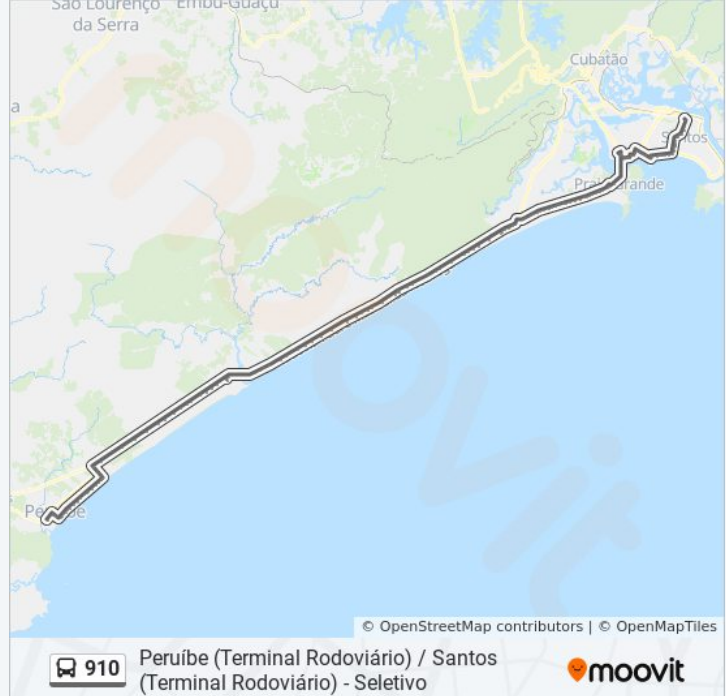 São Lourenço
da Serra
Embu-Guaçu
Cubatão
a
Santos
Praia Grande
Peruíbe
moovit
© OpenStreetMap contributors | © OpenMapTiles
910
Peruíbe (Terminal Rodoviário) / Santos
(Terminal Rodoviário) - Seletivo
moovit